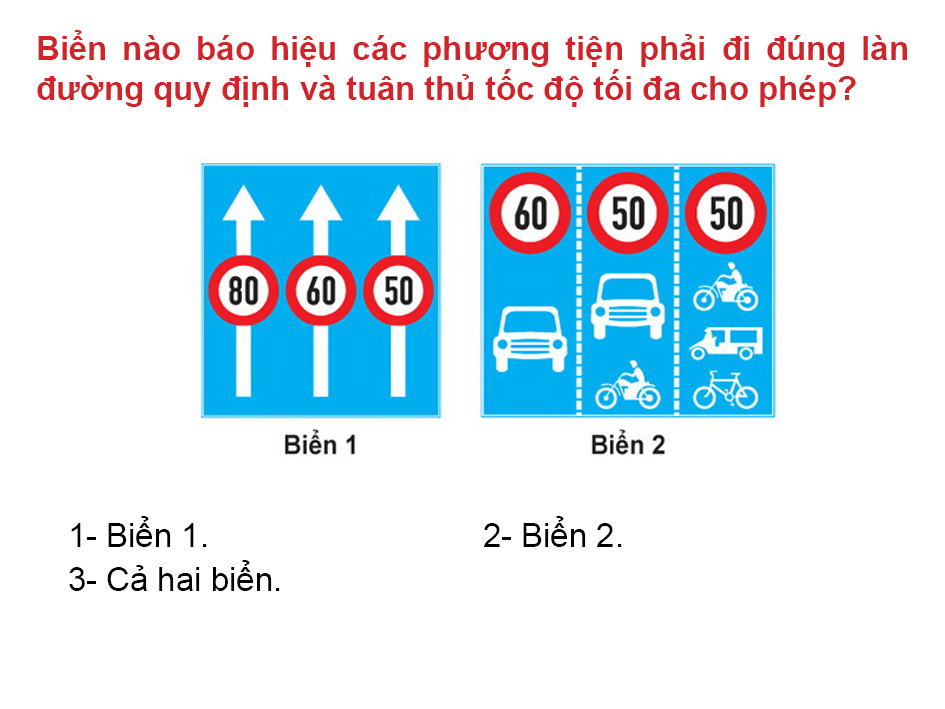 Biển nào báo hiệu các phương tiện phải đi đúng làn
đường quy định và tuân thủ tốc độ tối đa cho phép?
80 60 50
60 50 50
Biển 1 Biển 2
1- Biển 1. 2- Biển 2.
3- Cả hai biển.